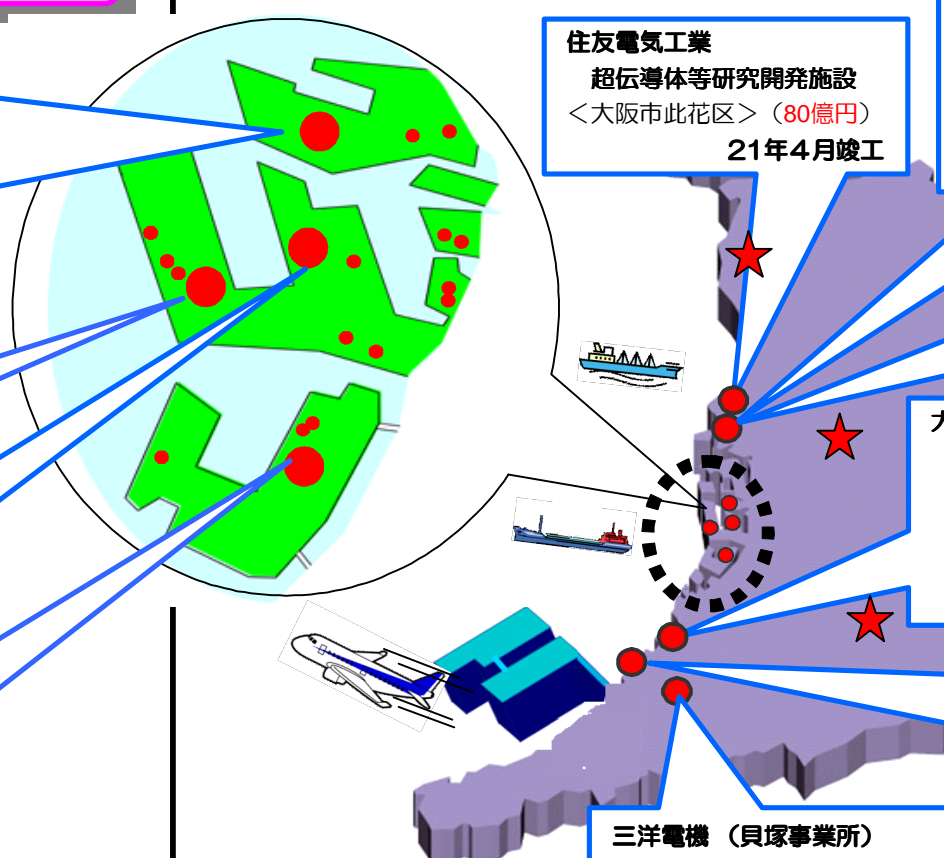 住友電気工業
超伝導体等研究開発施設
＜大阪市此花区＞（80億円）
21年４月竣工
三洋電機 （貝塚事業所）